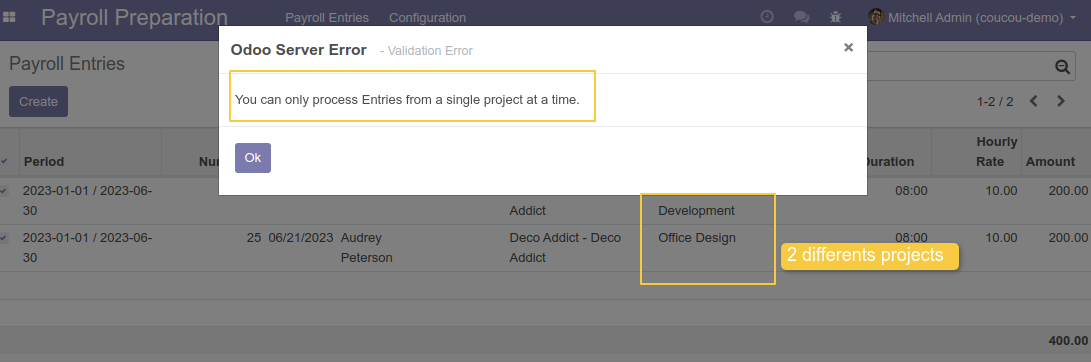 Payroll Preparation Payroll Entries Configuration Mitchell Admin (coucou-demo)
Odoo Server Error - Validation Error ×
Payroll Entries
You can only process Entries from a single project at a time.
Create 1-2 / 2
Ok
Period Nu Duration Hourly Rate Amount
2023-01-01 / 2023-06- 08:00 10.00 200.00
30 Addict Development
2023-01-01 / 2023-06- 25 06/21/2023 Audrey Deco Addict - Deco Office Design 08:00 10.00 200.00
30 Peterson Addict
2 differents projects
400.00